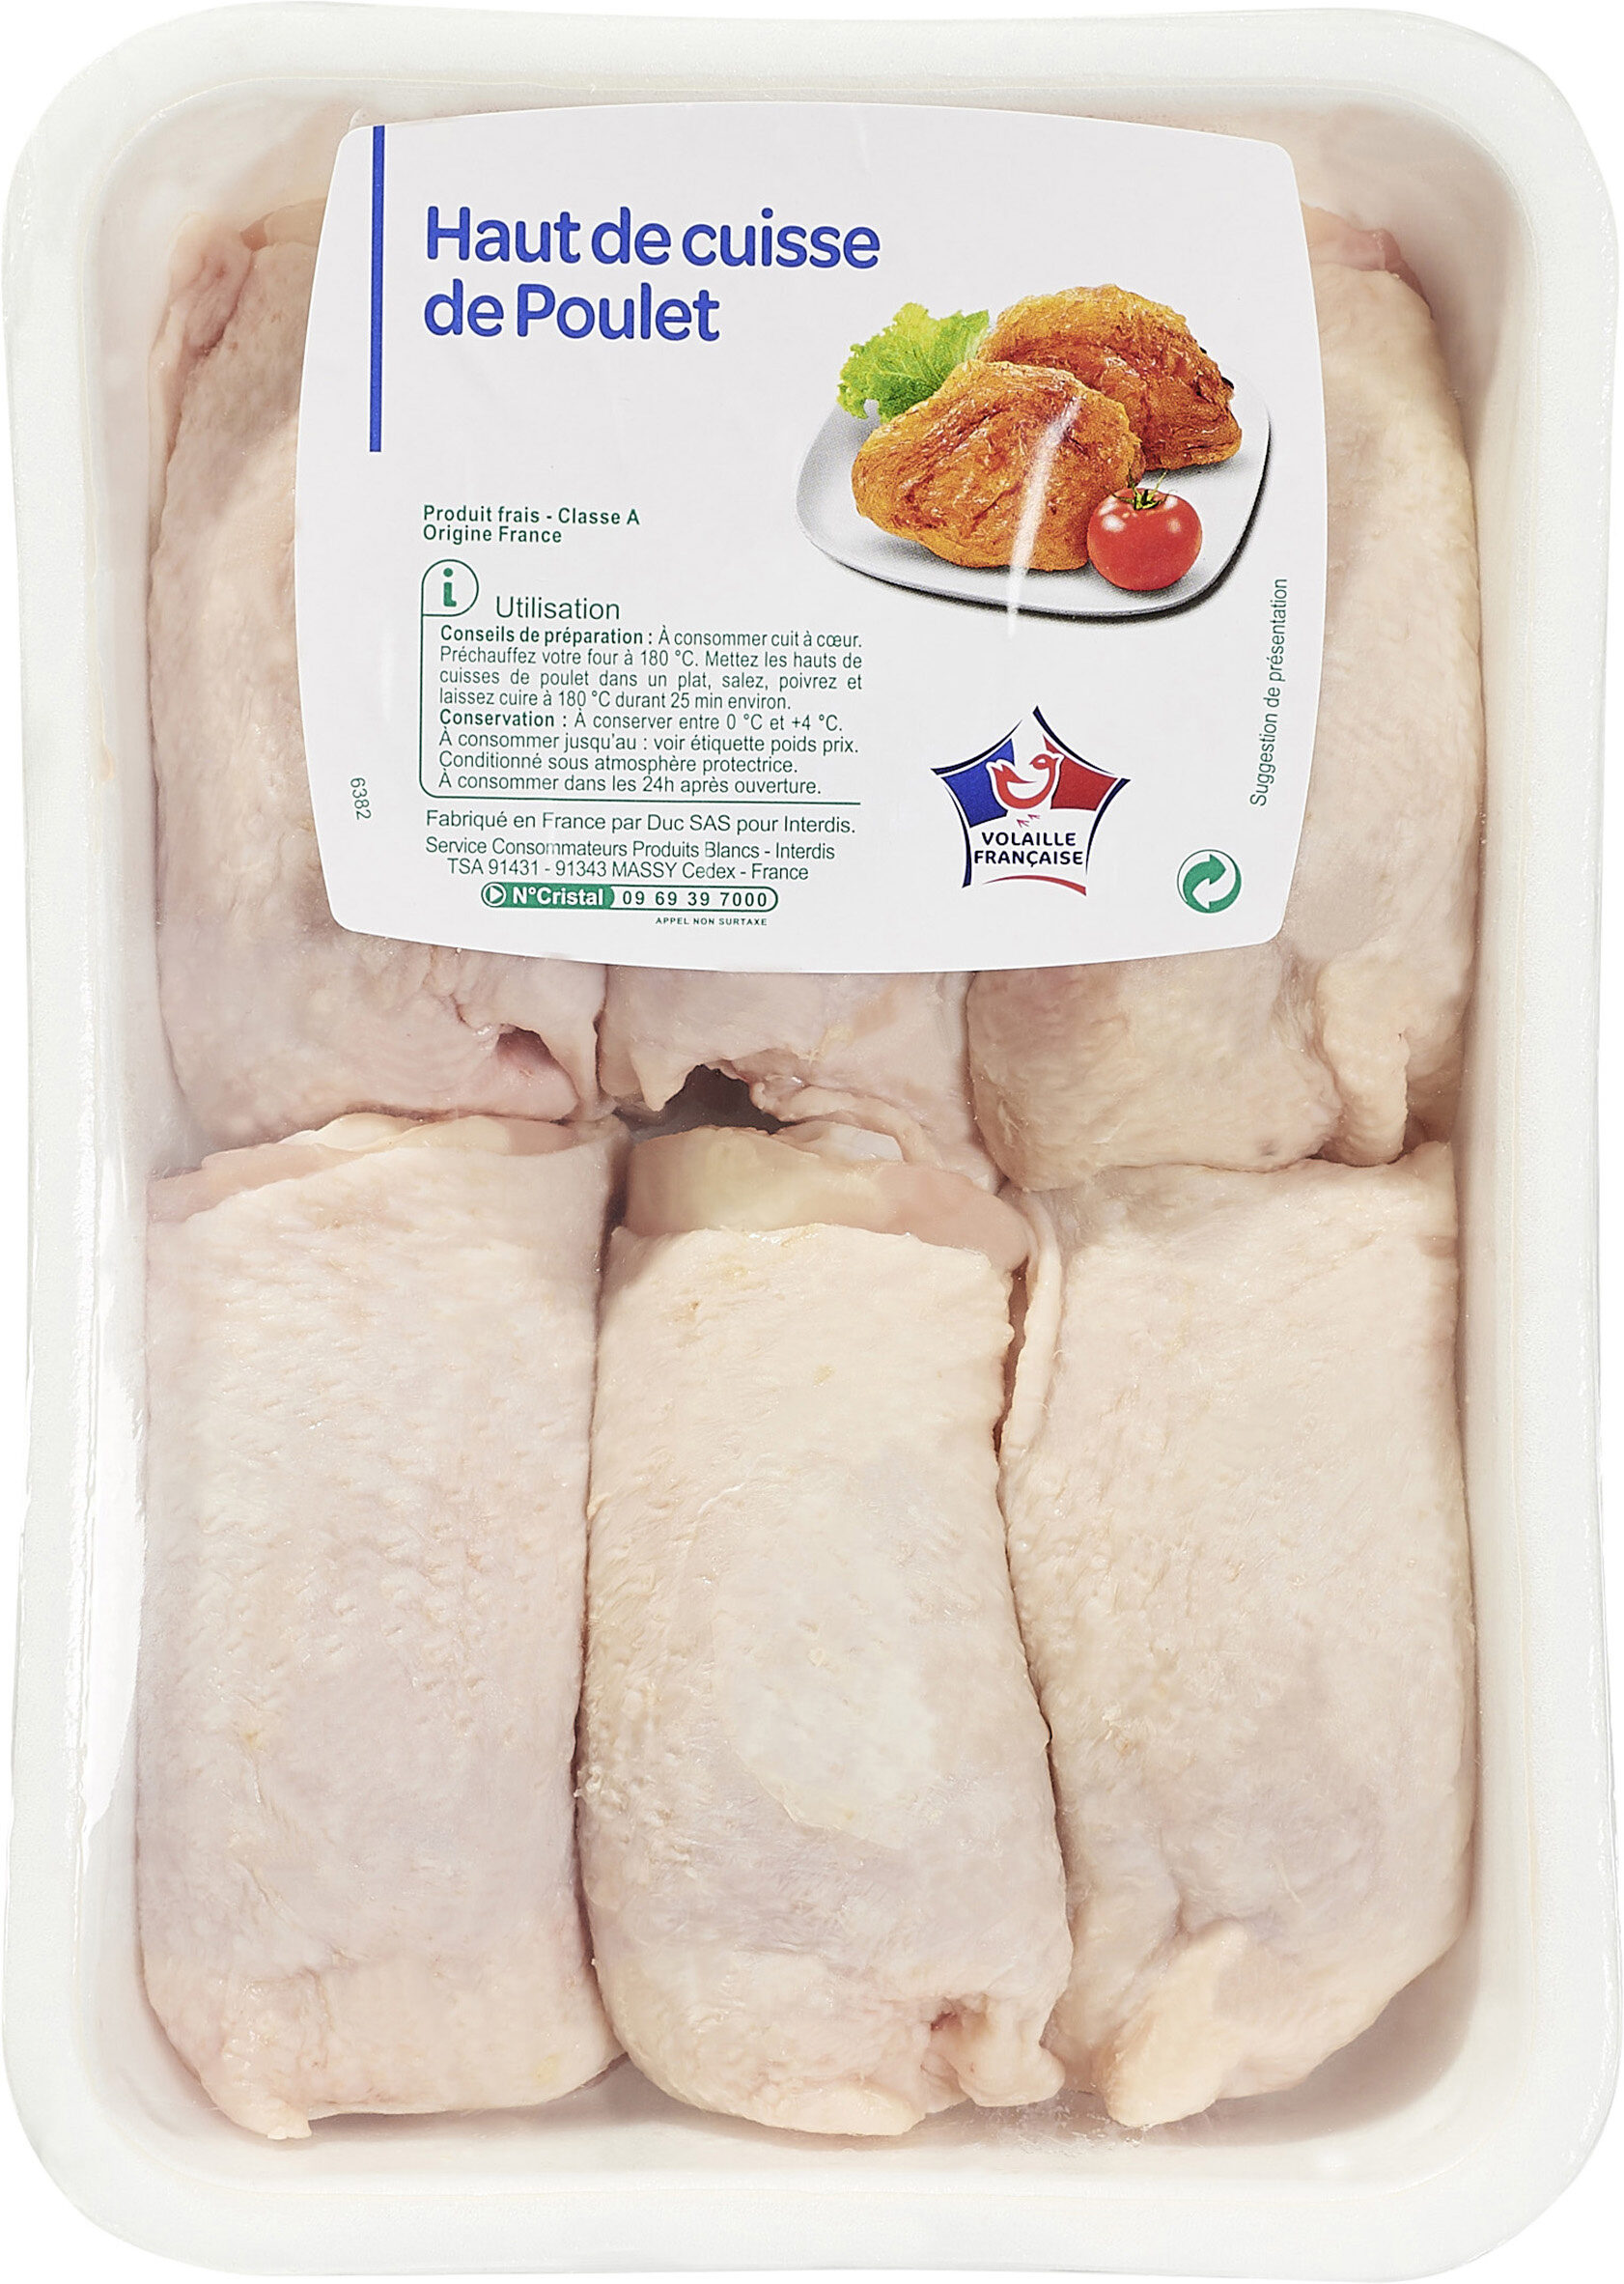 Haut de cuisse
de Poulet
Produit frais - Classe A
Origine France
i
Utilisation
Conseils de préparation : À consommer cuit à cœur.
Préchauffez votre four à 180 °C. Mettez les hauts de
cuisses de poulet dans un plat, salez, poivrez et
laissez cuire à 180 °C durant 25 min environ.
Conservation : À conserver entre 0 °C et +4 °C.
À consommer jusqu'au : voir étiquette poids prix.
Conditionné sous atmosphère protectrice.
À consommer dans les 24h après ouverture.
Fabriqué en France par Duc SAS pour Interdis.
Service Consommateurs Produits Blancs - Interdis
TSA 91431 - 91343 MASSY Cedex - France
N°Cristal 09 69 39 7000
APPEL NON SURTAXE
6382
VOLAILLE
FRANÇAISE
Suggestion de présentation